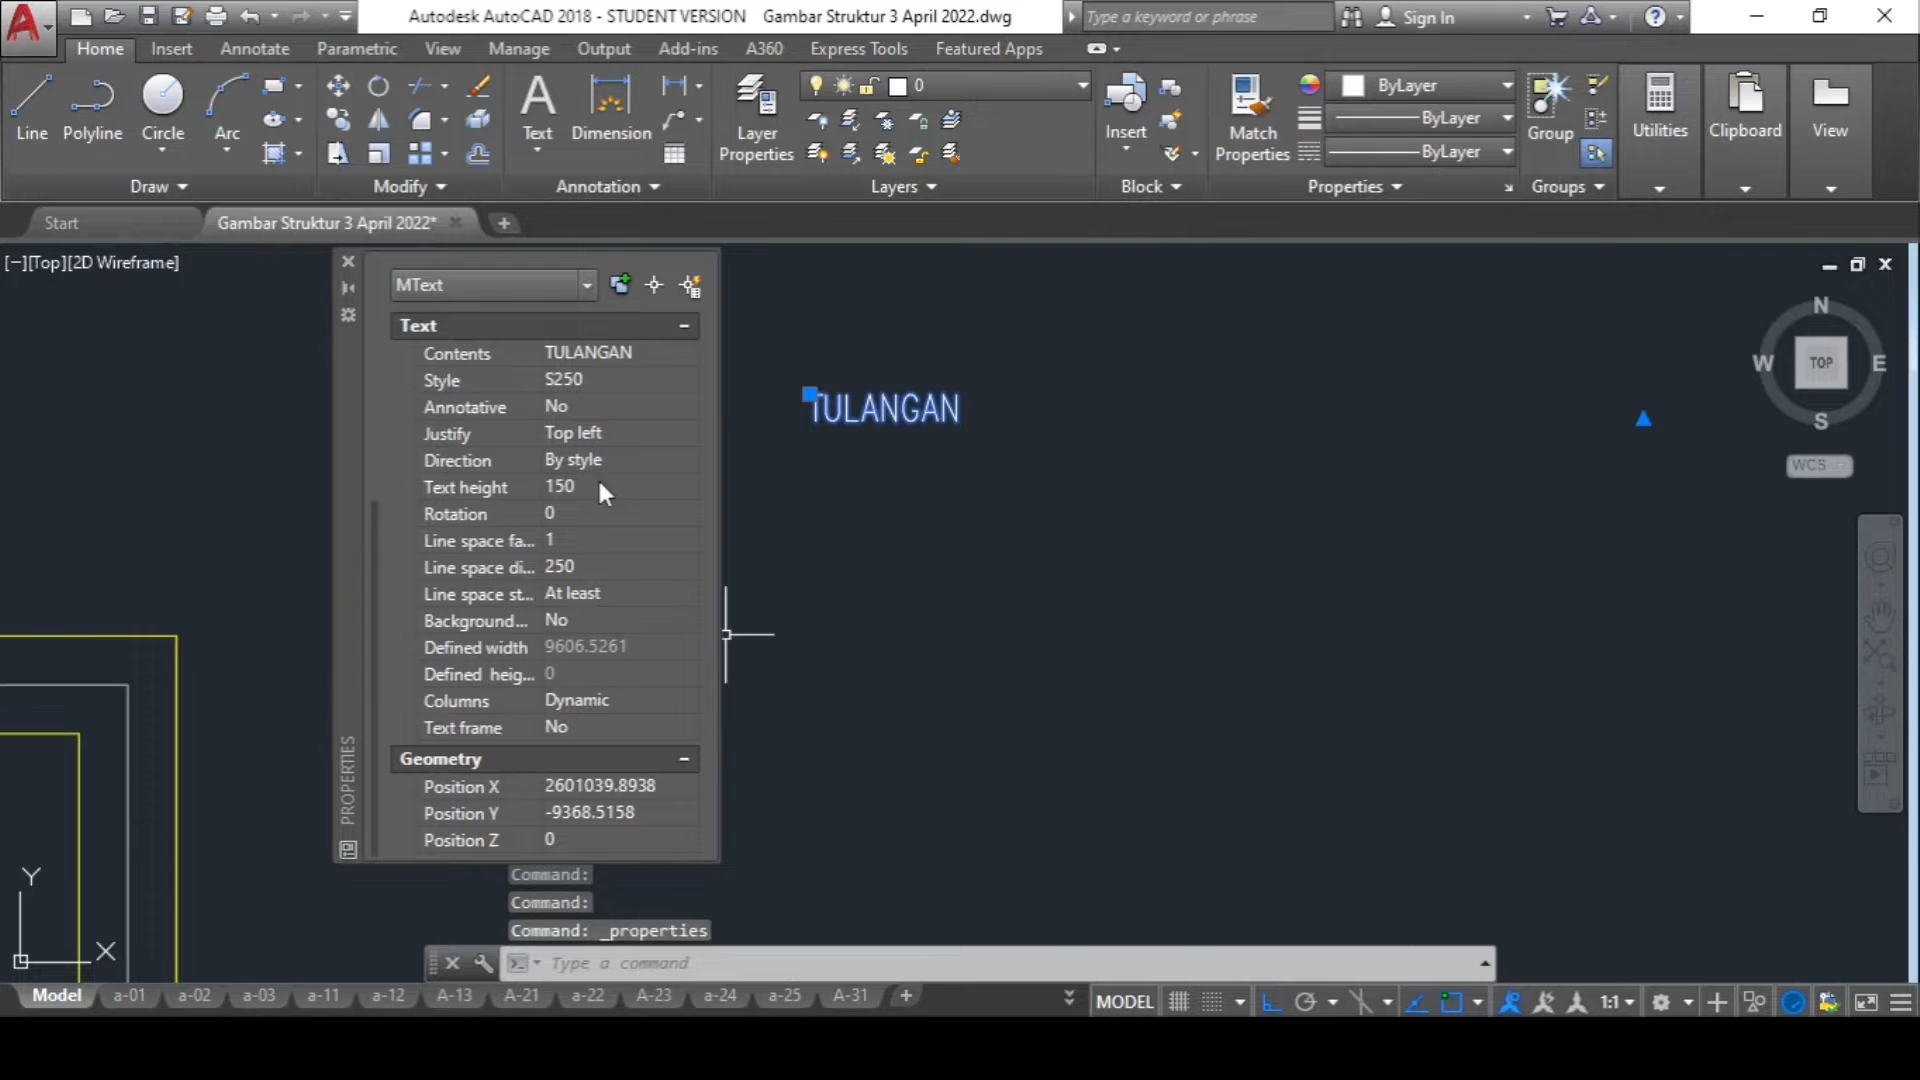 Autodesk AutoCAD 2018 - STUDENT VERSION Gambar Struktur 3 April 2022.dwg
Type a keyword or phrase
Sign In
Home Insert Annotate Parametric View Manage Output Add-ins A360 Express Tools Featured Apps
0
ByLayer
ByLayer
ByLayer
Line Polyline Circle Arc
Text Dimension
Layer Properties
Insert
Match Properties
Group
Utilities Clipboard View
Draw Modify Annotation Layers Block Properties Groups
Start Gambar Struktur 3 April 2022*
[−][Top][2D Wireframe]
MText
Text
Contents TULANGAN
Style S250
Annotative No
Justify Top left
Direction By style
Text height 150
Rotation 0
Line space fa... 1
Line space di... 250
Line space st... At least
Background... No
Defined width 9606.5261
Defined heig... 0
Columns Dynamic
Text frame No
Geometry
Position X 2601039.8938
Position Y -9368.5158
Position Z 0
PROPERTIES
TULANGAN
N
W TOP E
S
WCS
Y
X
Command:
Command:
Command: _properties
Type a command
Model a-01 a-02 a-03 a-11 a-12 A-13 A-21 a-22 A-23 a-24 a-25 A-31
MODEL 1:1